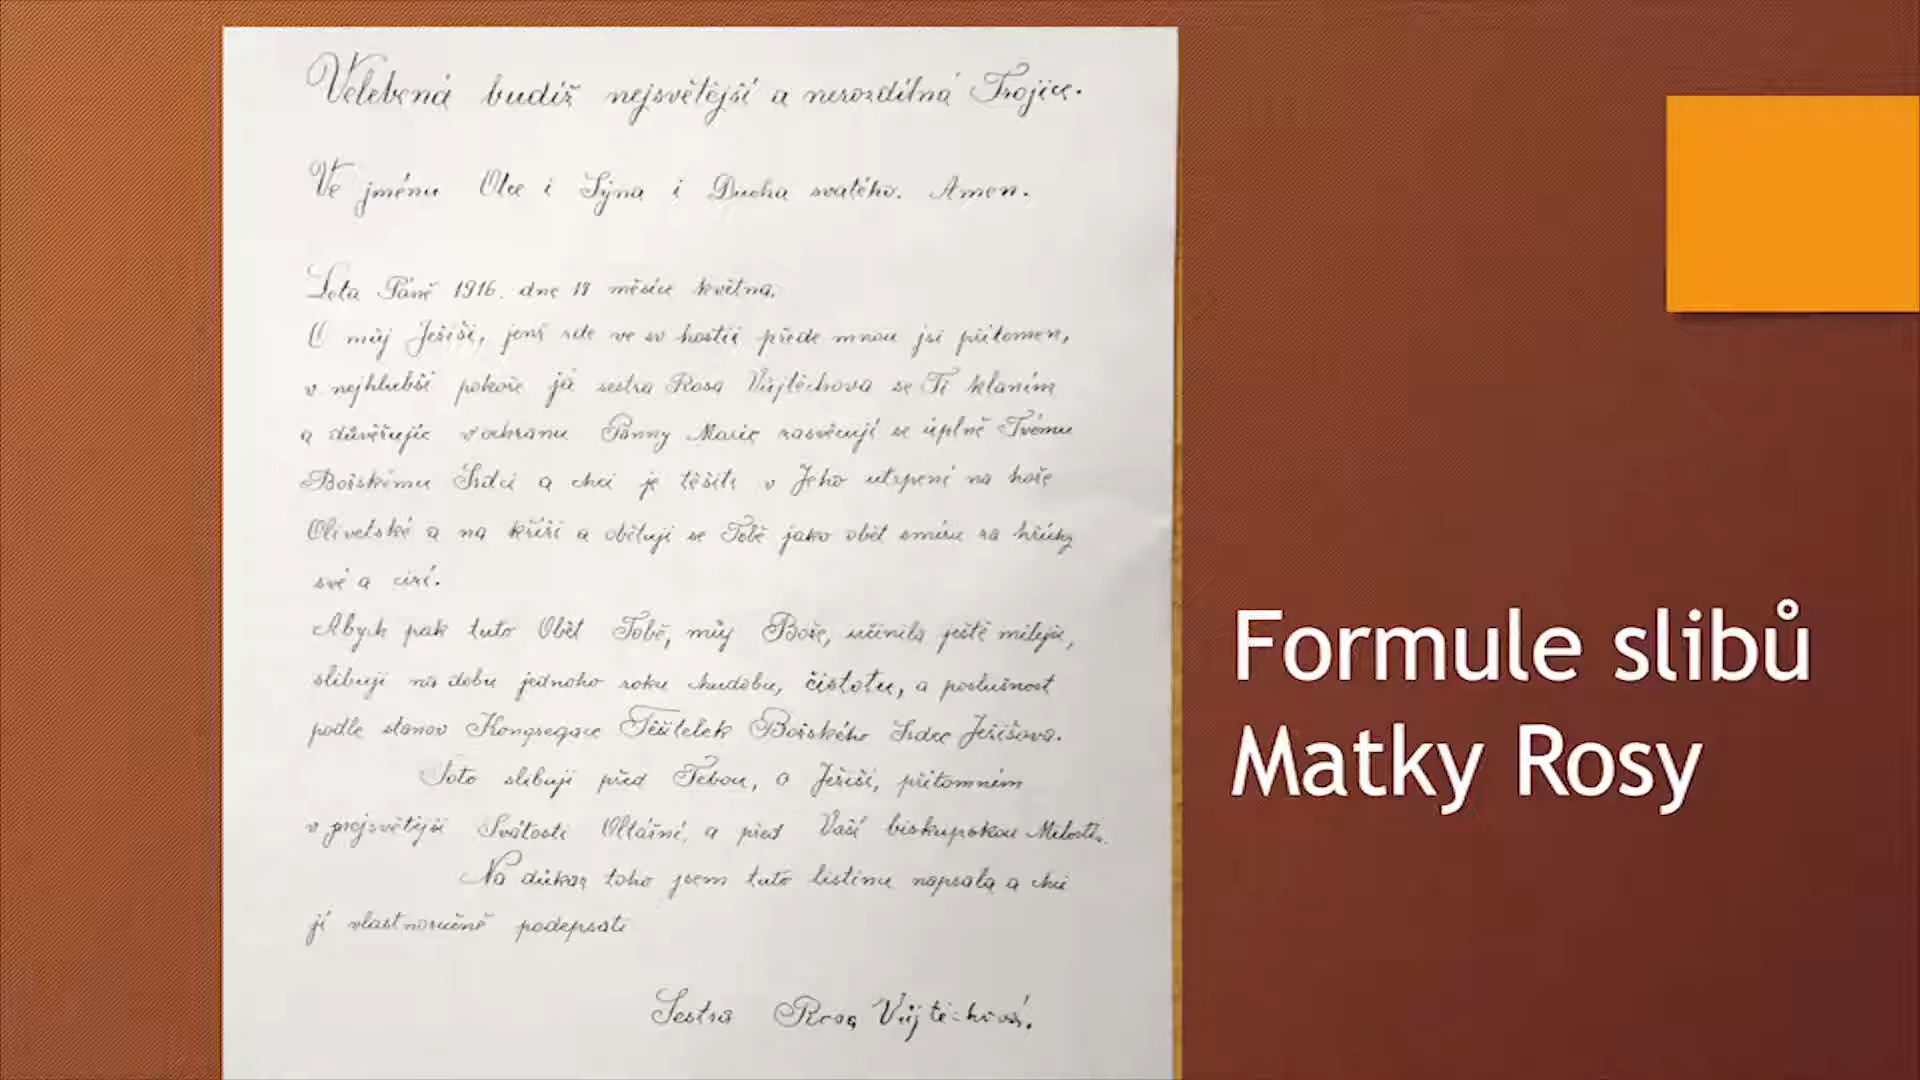 Velebená budiž nejsvětější a nerozdílná Trojice.
Ve jménu Otce i Syna i Ducha svatého. Amen.
Léta Páně 1916. dne 18 měsíce května.
O můj Ježíši, jenž zde ve sv hostii přede mnou jsi přítomen,
v nejhlubší pokoře já sestra Rosa Vůjtěchova se Ti klaním
a důvěřujíc v ochranu Panny Marie zasvěcuji se úplně Tvému
Božskému Srdci a chci je těšiti v Jeho utrpení na hoře
Olivetské a na kříži a obětuji se Tobě jako oběť smíru za hříchy
své a cizí.
Abych pak tuto Oběť Tobě, můj Bože, učinila ještě milejší,
slibuji na dobu jednoho roku chudobu, čistotu, a poslušnost
podle stanov Kongregace Těšitelek Božského Srdce Ježíšova.
Toto slibuji před Tebou, o Ježíši, přítomném
v nejsvětější Svátosti Oltářní, a před Vaší biskupskou Milostí.
Na důkaz toho jsem tuto listinu napsala a chci
ji vlastnoručně podepsati
Sestra Rosa Vůjtěchová.
Formule slibů
Matky Rosy